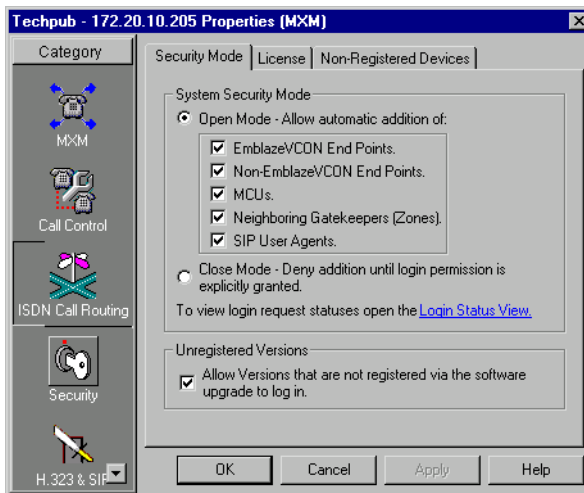 Techpub - 172.20.10.205 Properties (MXM)
Category
MXM
Call Control
ISDN Call Routing
Security
H.323 & SIP
Security Mode
License
Non-Registered Devices
System Security Mode
Open Mode - Allow automatic addition of:
EmblazeVCON End Points.
Non-EmblazeVCON End Points.
MCUs.
Neighboring Gatekeepers (Zones).
SIP User Agents.
Close Mode - Deny addition until login permission is
explicitly granted.
To view login request statuses open the Login Status View.
Unregistered Versions
Allow Versions that are not registered via the software
upgrade to log in.
OK
Cancel
Apply
Help